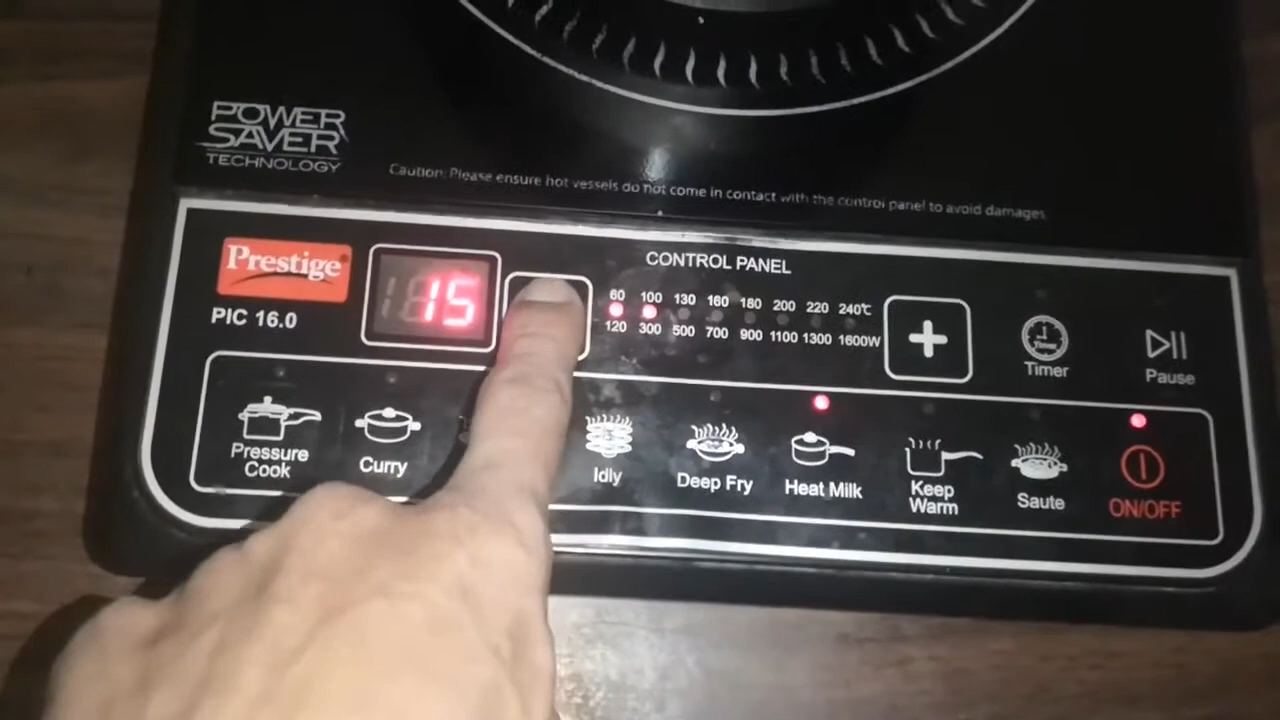 POWER
SAVER
TECHNOLOGY
Caution: Please ensure hot vessels do not come in contact with the control panel to avoid damages
Prestige
PIC 16.0
15
CONTROL PANEL
60 100 130 160 180 200 220 240℃
120 300 500 700 900 1100 1300 1600W
+
Timer
Timer
Pause
Pressure
Cook
Curry
Idly
Deep Fry
Heat Milk
Keep
Warm
Saute
ON/OFF